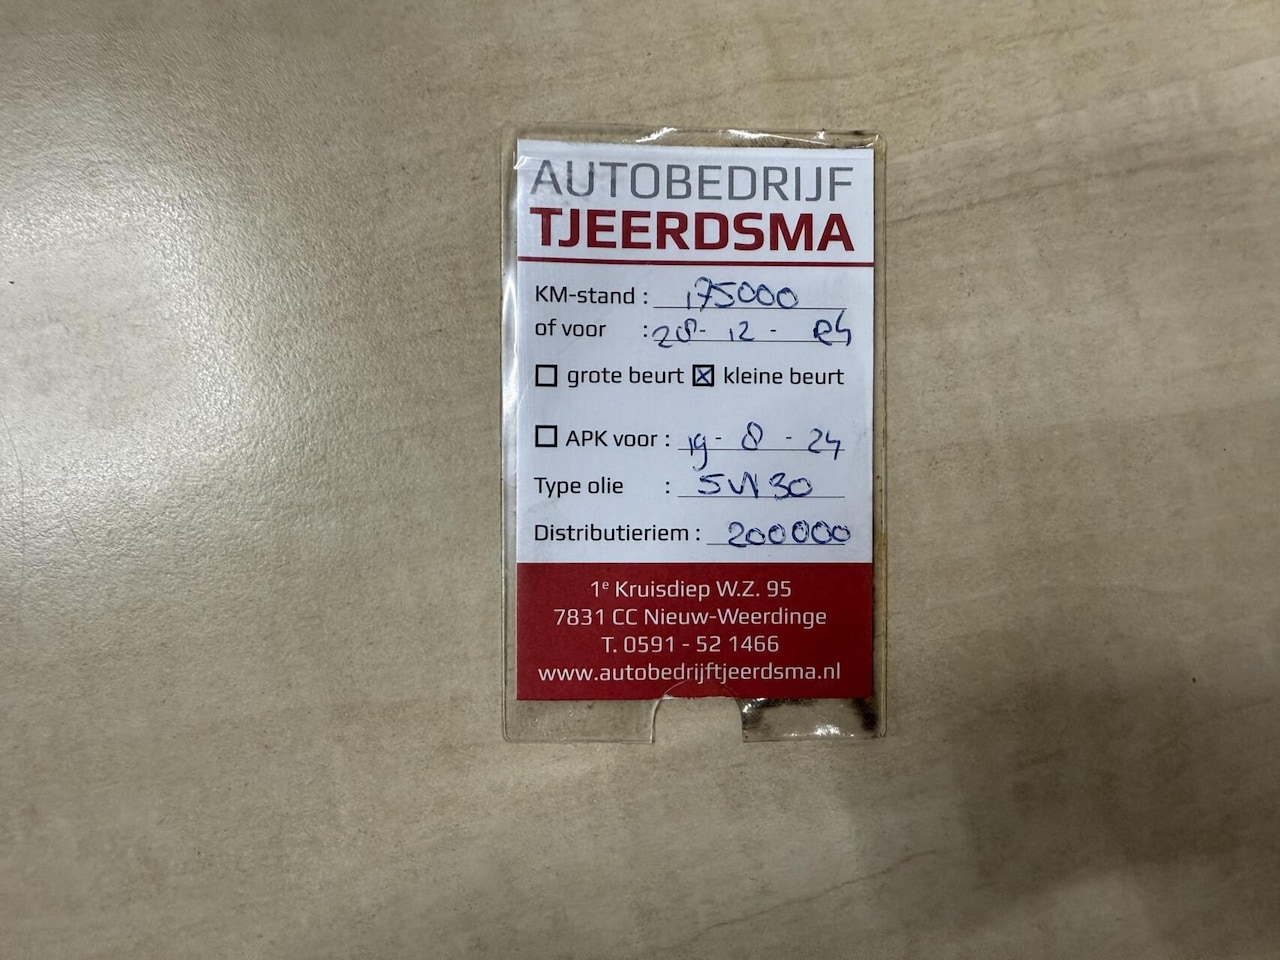 AUTOBEDRIJF
TJEERDSMA
KM-stand : 175000
of voor : 28- 12 - 24
grote beurt kleine beurt
APK voor : 19 - 8 - 24
Type olie : 5W30
Distributieriem : 200000
1e Kruisdiep W.Z. 95
7831 CC Nieuw-Weerdinge
T. 0591 - 52 1466
www.autobedrijftjeerdsma.nl